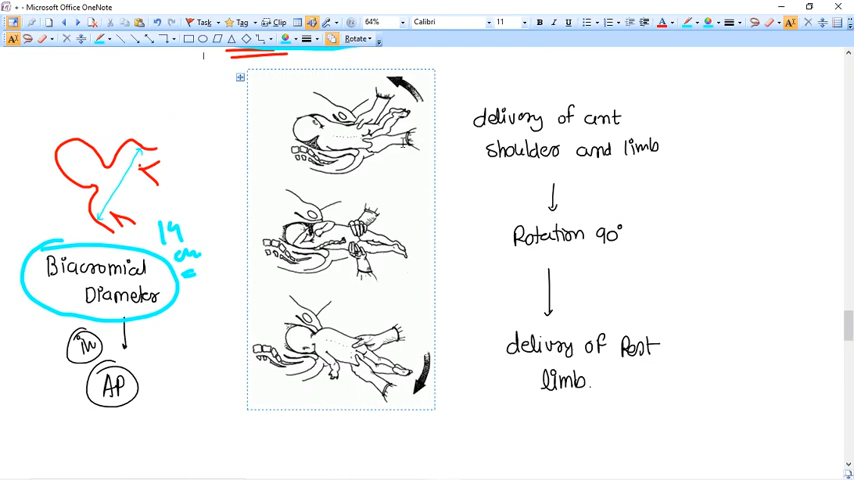 + - Microsoft Office OneNote
Task Tag Clip 64% Calibri 11 B I U
Rotate
delivery of ant
shoulder and limb
Rotation 90°
delivery of Post
limb.
14
cm
Biacromial
Diameter
in
AP